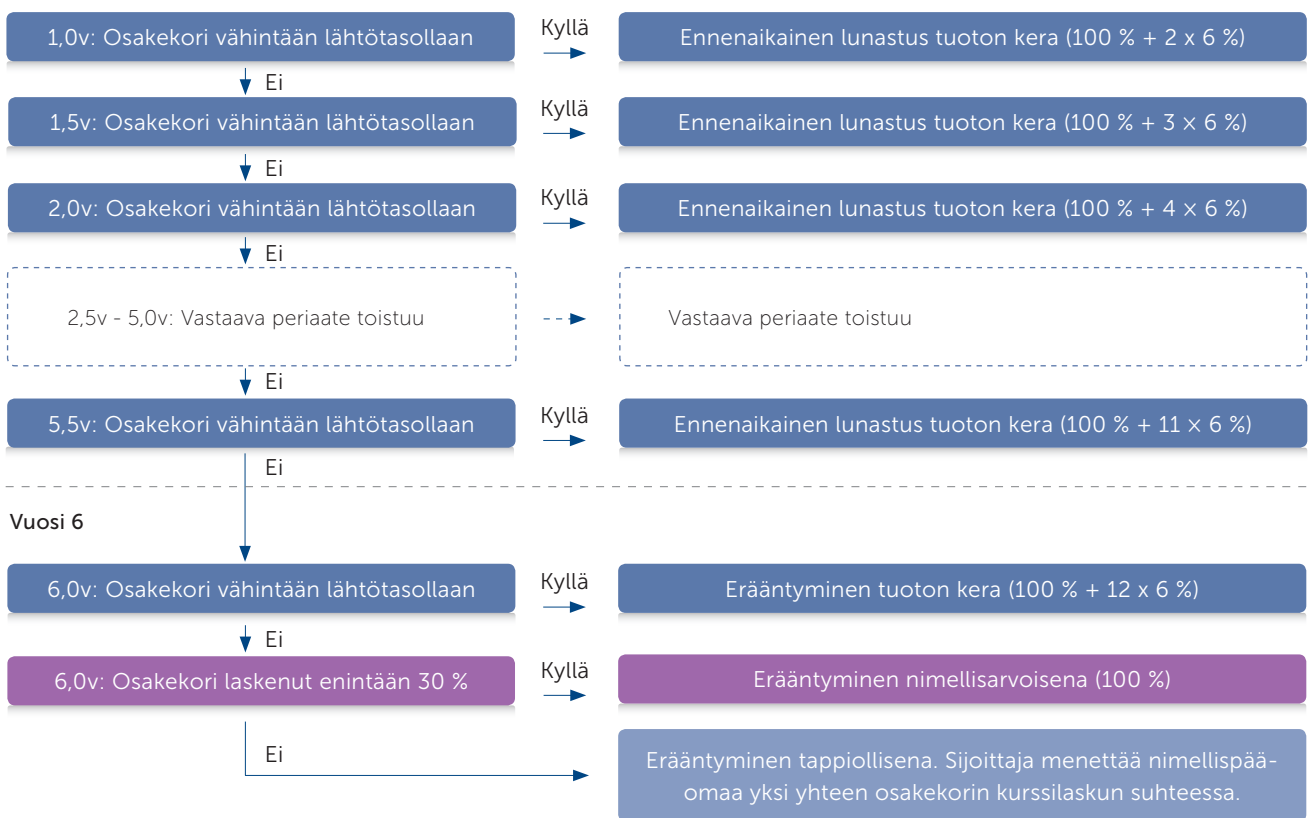 1,0v: Osakekori vähintään lähtötasollaan
Kyllä
Ennenaikainen lunastus tuoton kera (100 % + 2 x 6 %)
Ei
1,5v: Osakekori vähintään lähtötasollaan
Kyllä
Ennenaikainen lunastus tuoton kera (100 % + 3 × 6 %)
Ei
2,0v: Osakekori vähintään lähtötasollaan
Kyllä
Ennenaikainen lunastus tuoton kera (100 % + 4 × 6 %)
Ei
2,5v - 5,0v: Vastaava periaate toistuu
Vastaava periaate toistuu
Ei
5,5v: Osakekori vähintään lähtötasollaan
Kyllä
Ennenaikainen lunastus tuoton kera (100 % + 11 × 6 %)
Ei
Vuosi 6
6,0v: Osakekori vähintään lähtötasollaan
Kyllä
Erääntyminen tuoton kera (100 % + 12 x 6 %)
Ei
6,0v: Osakekori laskenut enintään 30 %
Kyllä
Erääntyminen nimellisarvoisena (100 %)
Ei
Erääntyminen tappiollisena. Sijoittaja menettää nimellispää-
omaa yksi yhteen osakekorin kurssilaskun suhteessa.